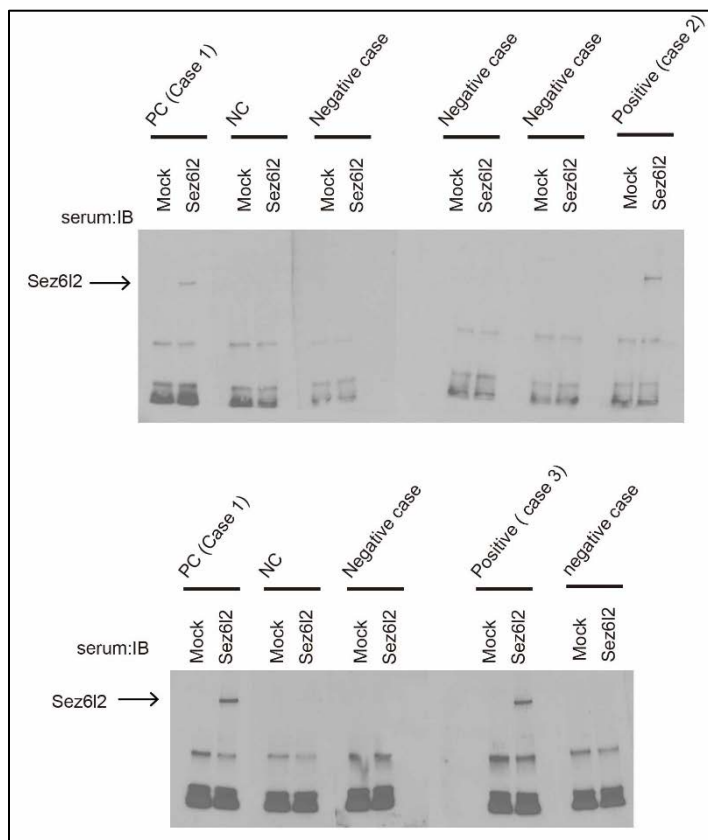 PC (Case 1)
NC
Negative case
Negative case
Negative case
Positive (case 2)
Mock
Sez6l2
Mock
Sez6l2
Mock
Sez6l2
Mock
Sez6l2
Mock
Sez6l2
Mock
Sez6l2
serum:IB
Sez6l2
PC (Case 1)
NC
Negative case
Positive ( case 3)
negative case
Mock
Sez6l2
Mock
Sez6l2
Mock
Sez6l2
Mock
Sez6l2
Mock
Sez6l2
serum:IB
Sez6l2